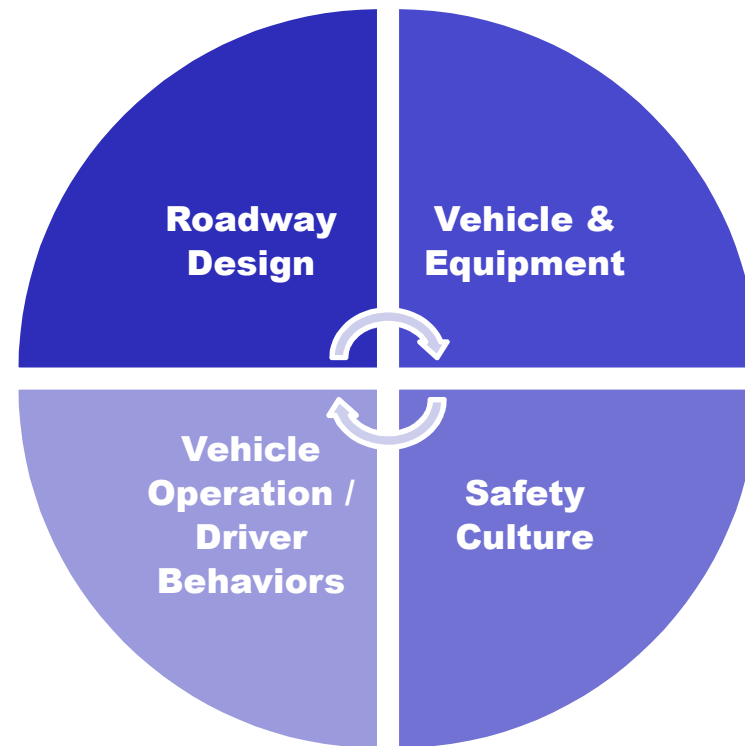 Roadway
Design
Vehicle &
Equipment
Vehicle
Operation /
Driver
Behaviors
Safety
Culture